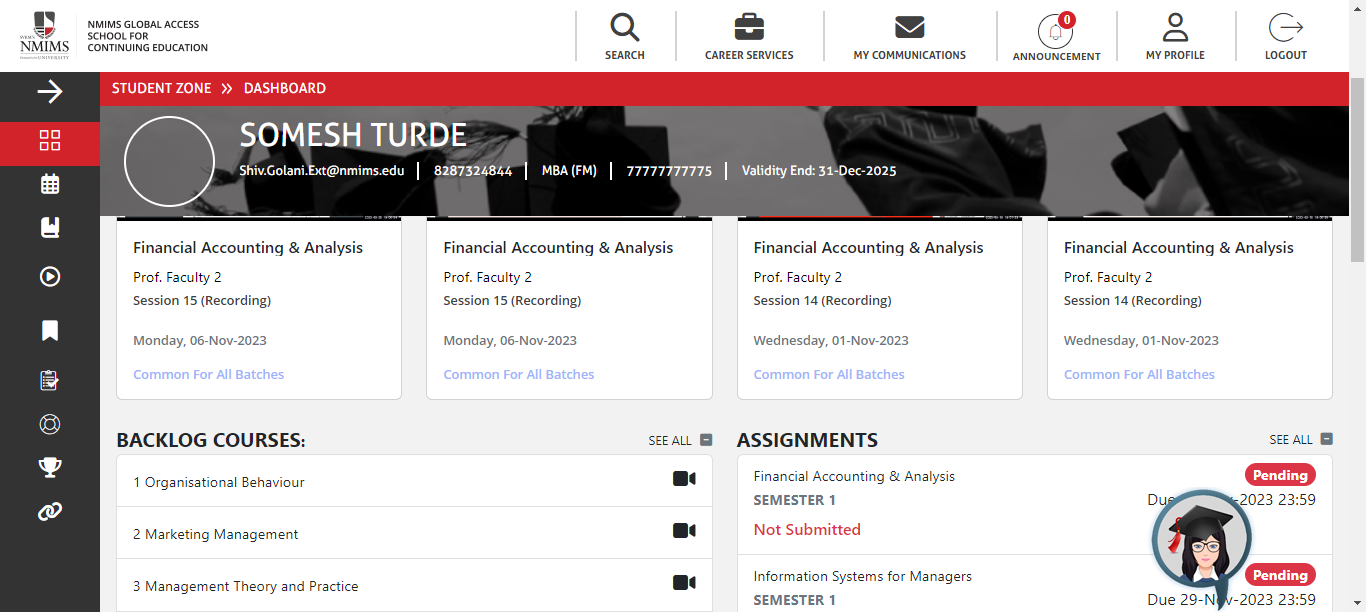 SVKM'S
NMIMS
NMIMS GLOBAL ACCESS
SCHOOL FOR
CONTINUING EDUCATION
SEARCH
CAREER SERVICES
MY COMMUNICATIONS
0
ANNOUNCEMENT
MY PROFILE
LOGOUT
STUDENT ZONE » DASHBOARD
SOMESH TURDE
Shiv.Golani.Ext@nmims.edu 8287324844 MBA (FM) 77777777775 Validity End: 31-Dec-2025
Financial Accounting & Analysis
Prof. Faculty 2
Session 15 (Recording)
Monday, 06-Nov-2023
Common For All Batches
Financial Accounting & Analysis
Prof. Faculty 2
Session 15 (Recording)
Monday, 06-Nov-2023
Common For All Batches
Financial Accounting & Analysis
Prof. Faculty 2
Session 14 (Recording)
Wednesday, 01-Nov-2023
Common For All Batches
Financial Accounting & Analysis
Prof. Faculty 2
Session 14 (Recording)
Wednesday, 01-Nov-2023
Common For All Batches
BACKLOG COURSES:
SEE ALL
1 Organisational Behaviour
2 Marketing Management
3 Management Theory and Practice
ASSIGNMENTS
SEE ALL
Financial Accounting & Analysis
Pending
SEMESTER 1
Due -2023 23:59
Not Submitted
Information Systems for Managers
Pending
SEMESTER 1
Due 29-Nov-2023 23:59